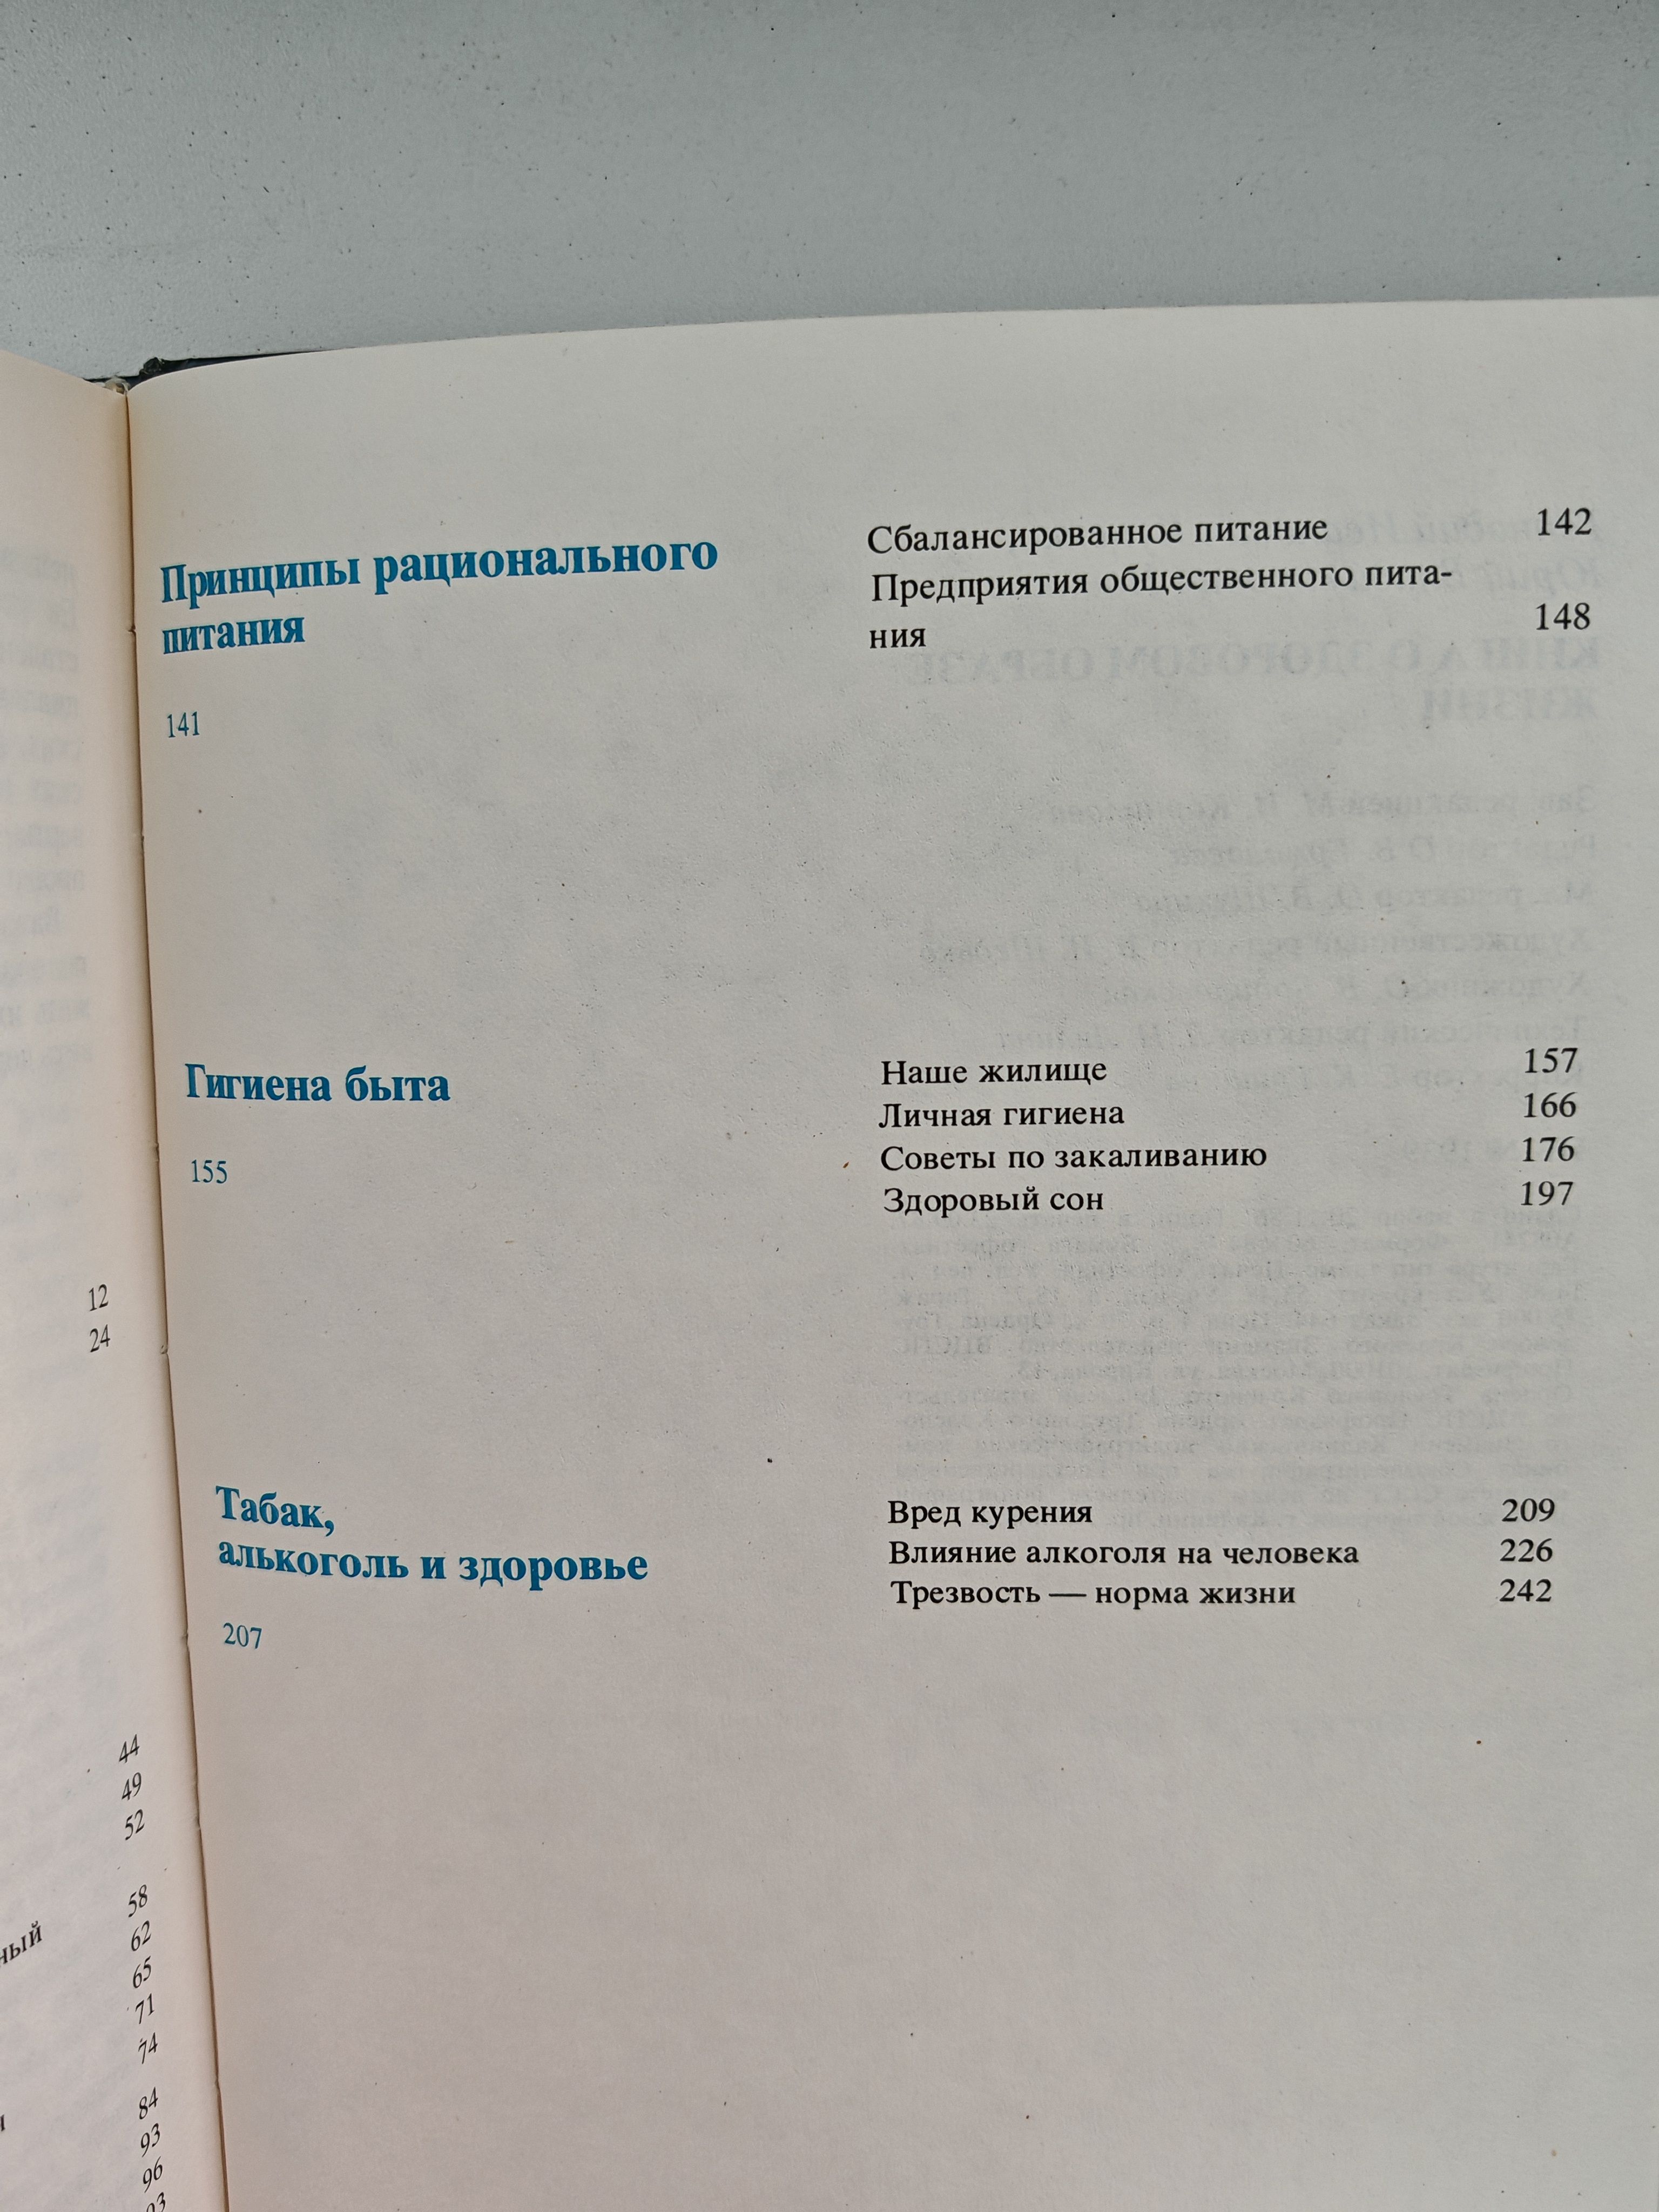 12
24
44
49
52
58
ный
62
65
71
74
84
93
96
Принципы рационального
питания
141
Сбалансированное питание 142
Предприятия общественного пита-
ния 148
Гигиена быта
155
Наше жилище 157
Личная гигиена 166
Советы по закаливанию 176
Здоровый сон 197
Табак,
алькоголь и здоровье
207
Вред курения 209
Влияние алкоголя на человека 226
Трезвость — норма жизни 242